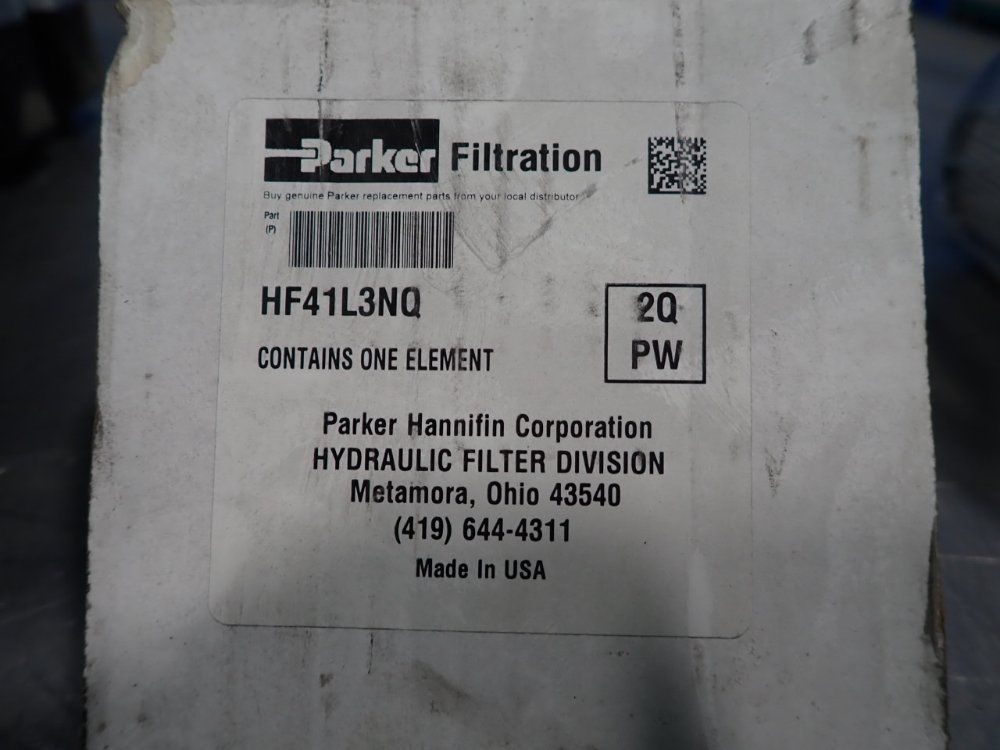 Parker Filtration
Buy genuine Parker replacement parts from your local distributor
Part
(P)
HF41L3NQ
2Q
PW
CONTAINS ONE ELEMENT
Parker Hannifin Corporation
HYDRAULIC FILTER DIVISION
Metamora, Ohio 43540
(419) 644-4311
Made In USA